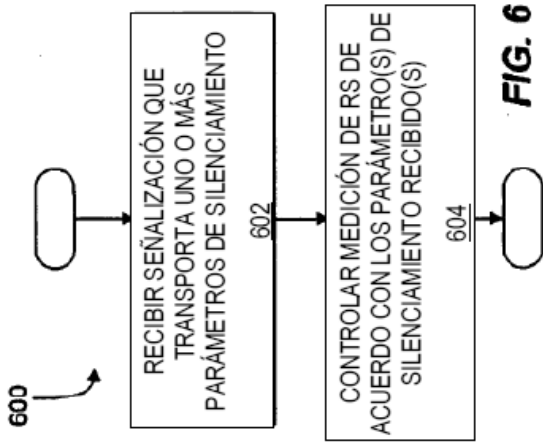 600
RECIBIR SEÑALIZACIÓN QUE
TRANSPORTA UNO O MÁS
PARÁMETROS DE SILENCIAMIENTO
602
CONTROLAR MEDICIÓN DE RS DE
ACUERDO CON LOS PARÁMETRO(S) DE
SILENCIAMIENTO RECIBIDO(S)
604
FIG. 6